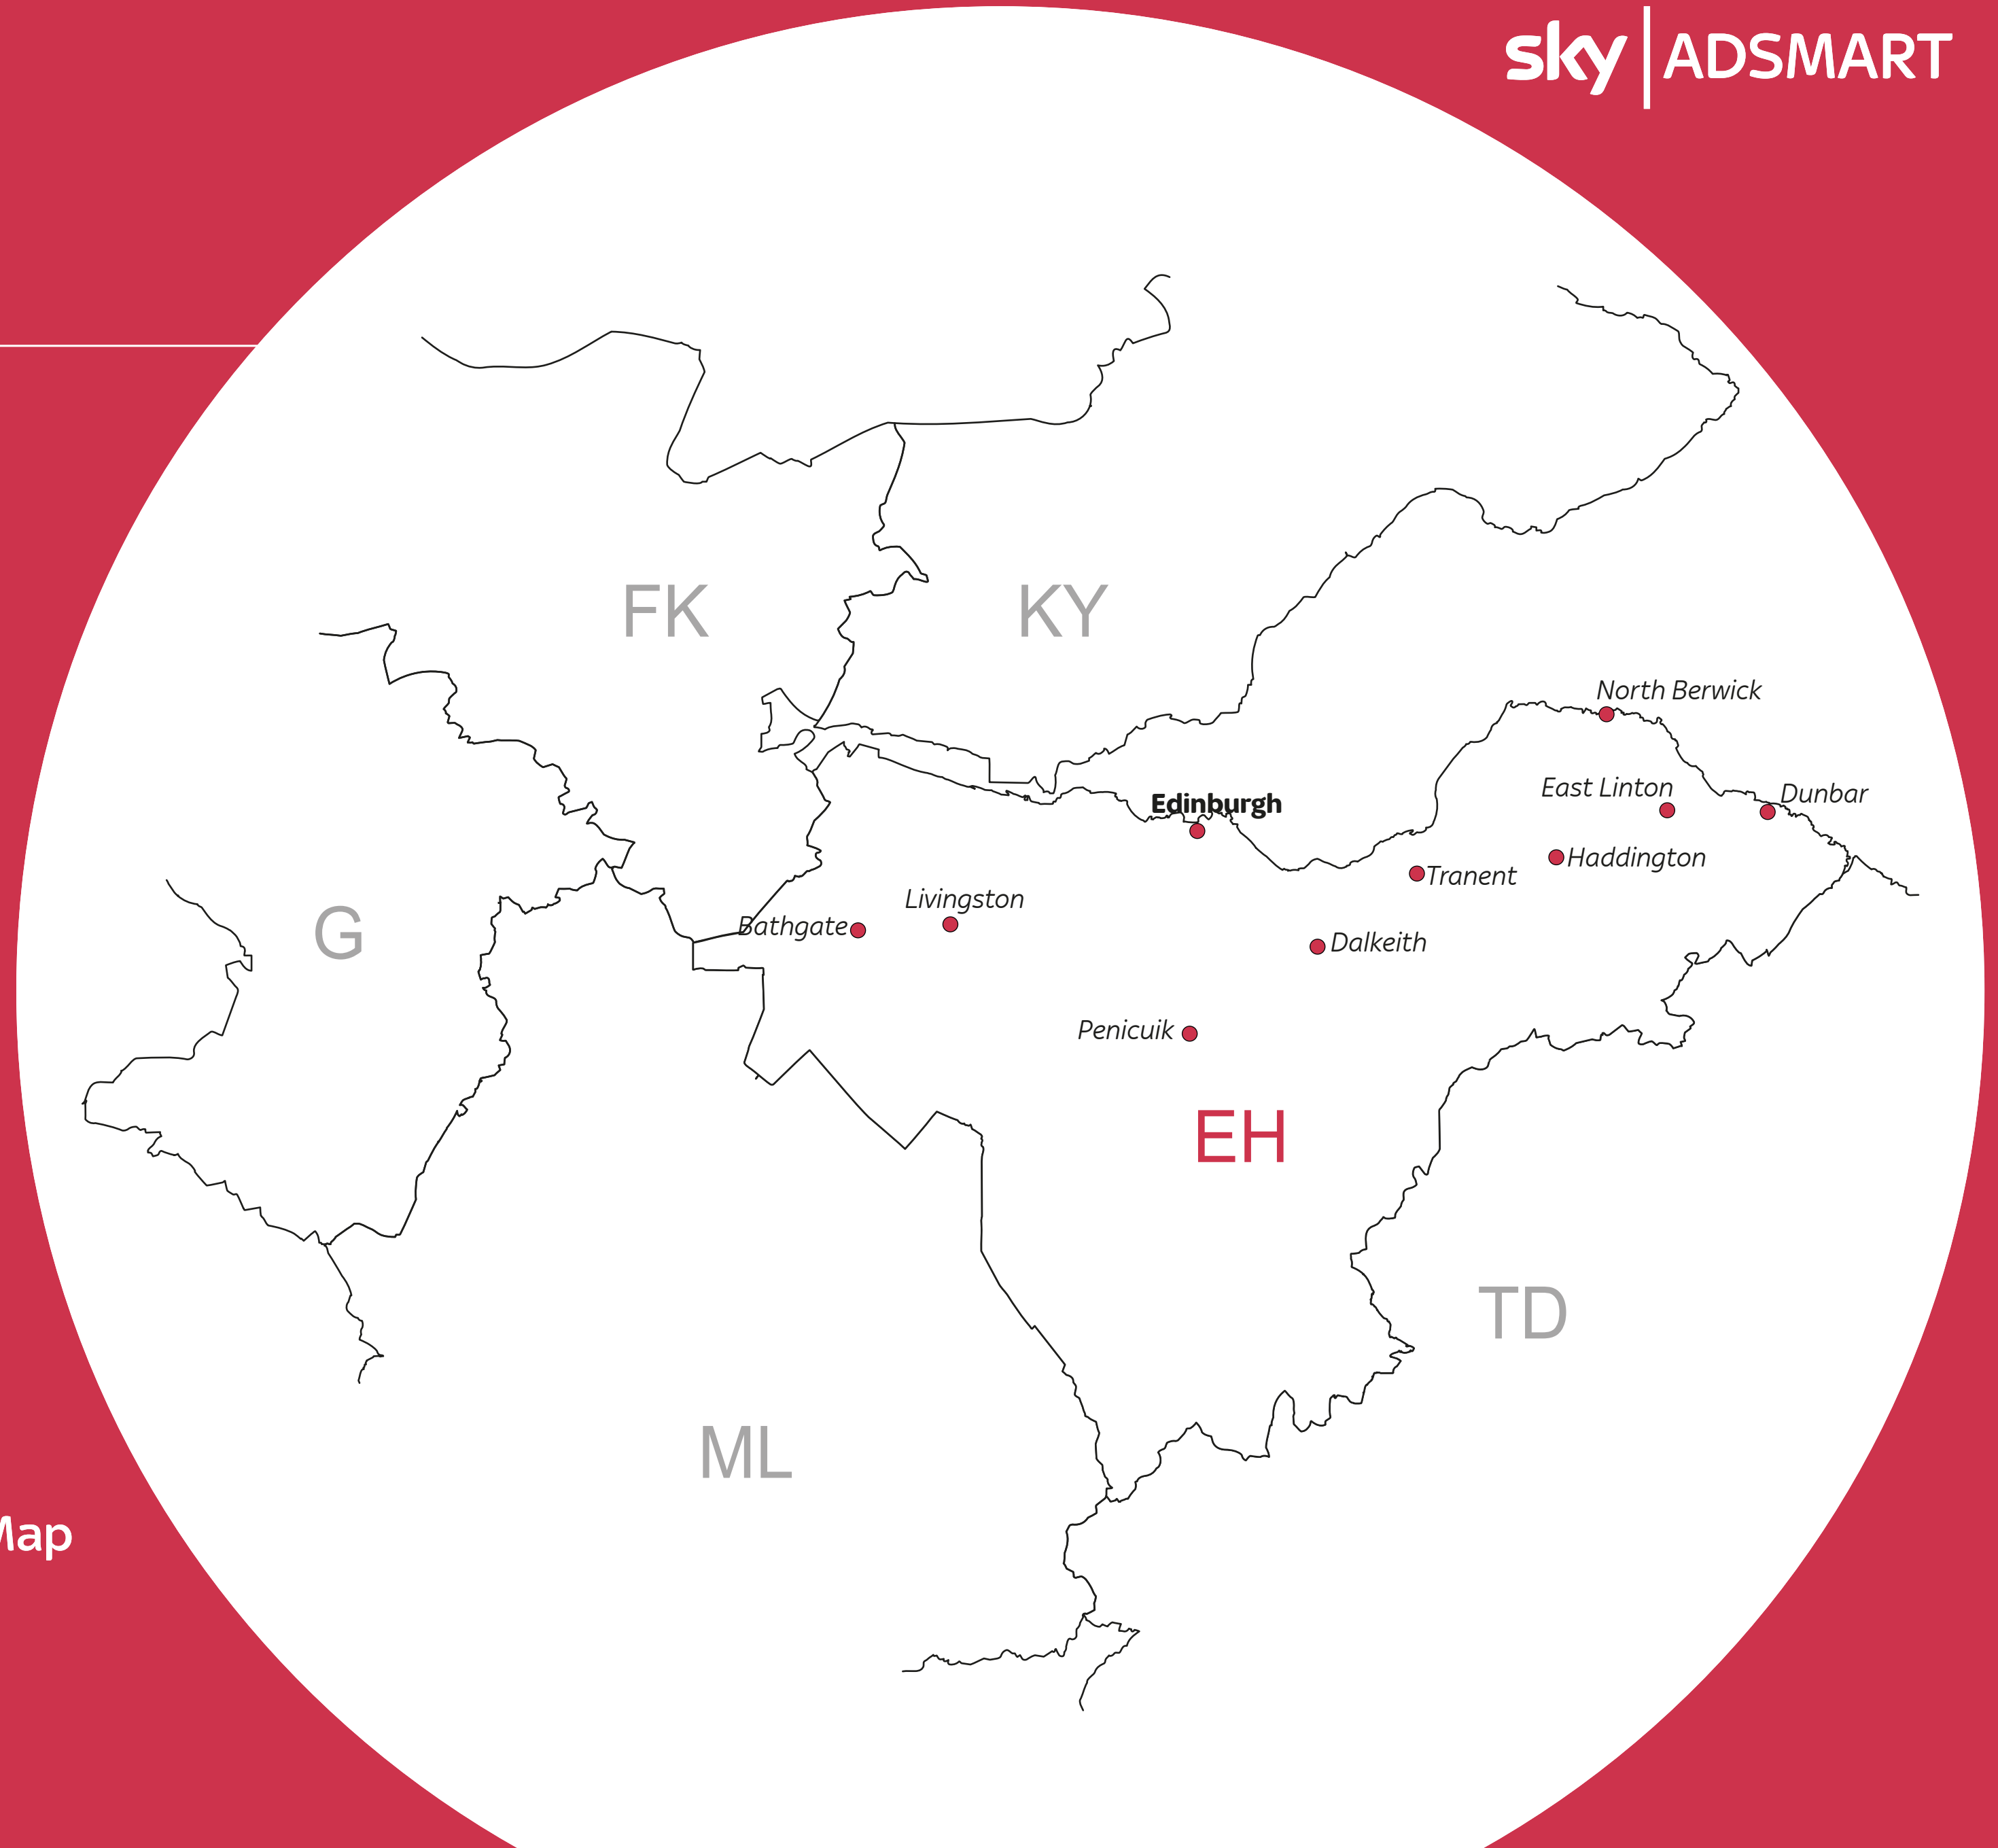 sky ADSMART
FK
KY
North Berwick
East Linton
Dunbar
Edinburgh
Haddington
Tranent
Livingston
Bathgate
G
Dalkeith
Penicuik
EH
TD
ML
Map